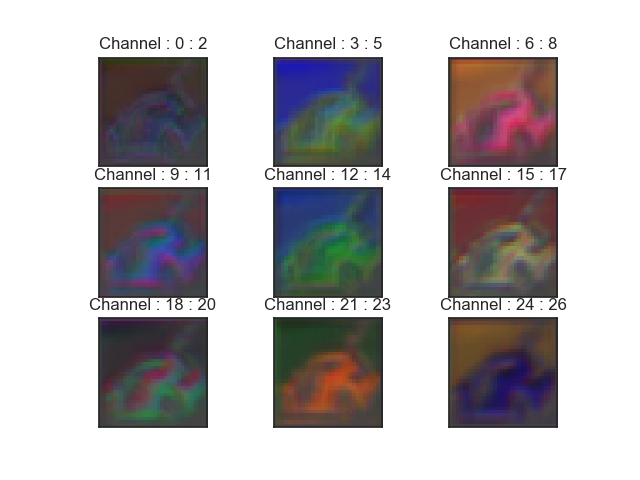 Channel : 0 : 2
Channel : 3 : 5
Channel : 6 : 8
Channel : 9 : 11
Channel : 12 : 14
Channel : 15 : 17
Channel : 18 : 20
Channel : 21 : 23
Channel : 24 : 26